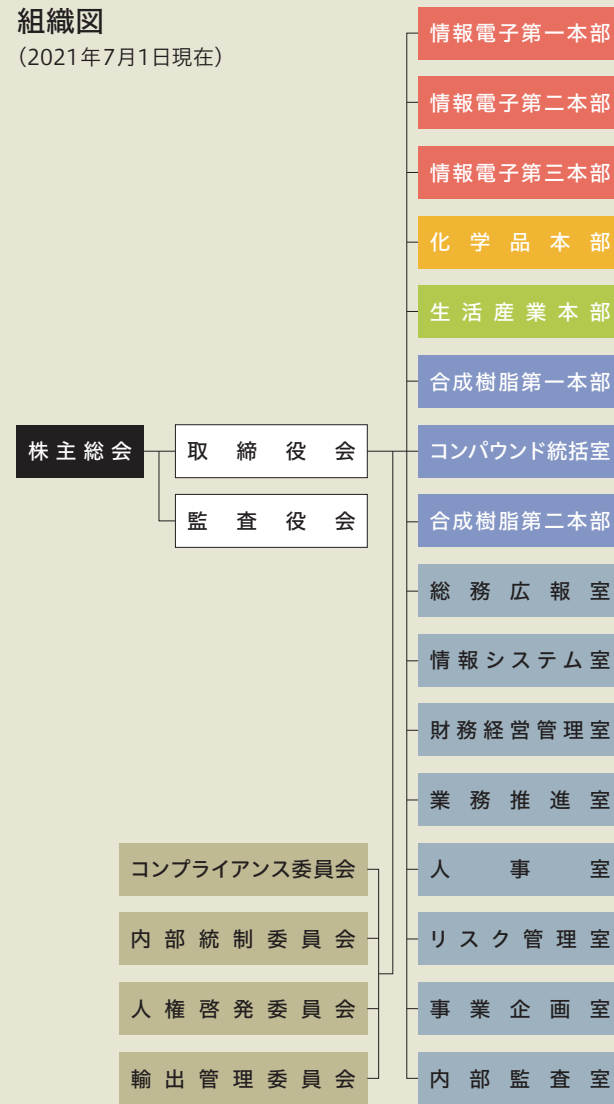 組織図
（2021年7月1日現在）
株主総会
取締役会
監査役会
情報電子第一本部
情報電子第二本部
情報電子第三本部
化学品本部
生活産業本部
合成樹脂第一本部
コンパウンド統括室
合成樹脂第二本部
総務広報室
情報システム室
財務経営管理室
業務推進室
人事室
リスク管理室
事業企画室
内部監査室
コンプライアンス委員会
内部統制委員会
人権啓発委員会
輸出管理委員会